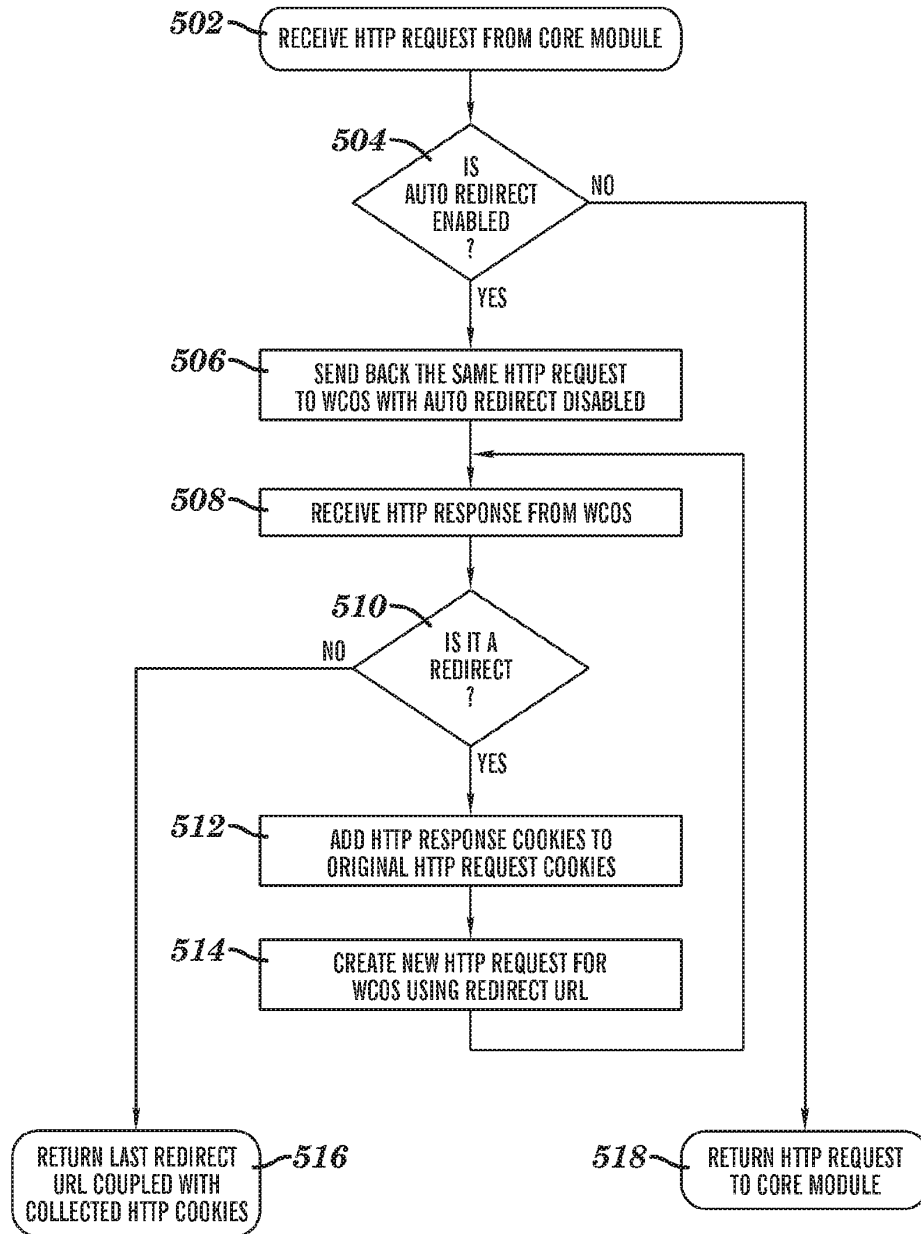 502
RECEIVE HTTP REQUEST FROM CORE MODULE
504
IS
AUTO REDIRECT
ENABLED
?
NO
YES
506
SEND BACK THE SAME HTTP REQUEST
TO WCOS WITH AUTO REDIRECT DISABLED
508
RECEIVE HTTP RESPONSE FROM WCOS
510
IS IT A
REDIRECT
?
NO
YES
512
ADD HTTP RESPONSE COOKIES TO
ORIGINAL HTTP REQUEST COOKIES
514
CREATE NEW HTTP REQUEST FOR
WCOS USING REDIRECT URL
RETURN LAST REDIRECT
URL COUPLED WITH
COLLECTED HTTP COOKIES
516
518
RETURN HTTP REQUEST
TO CORE MODULE